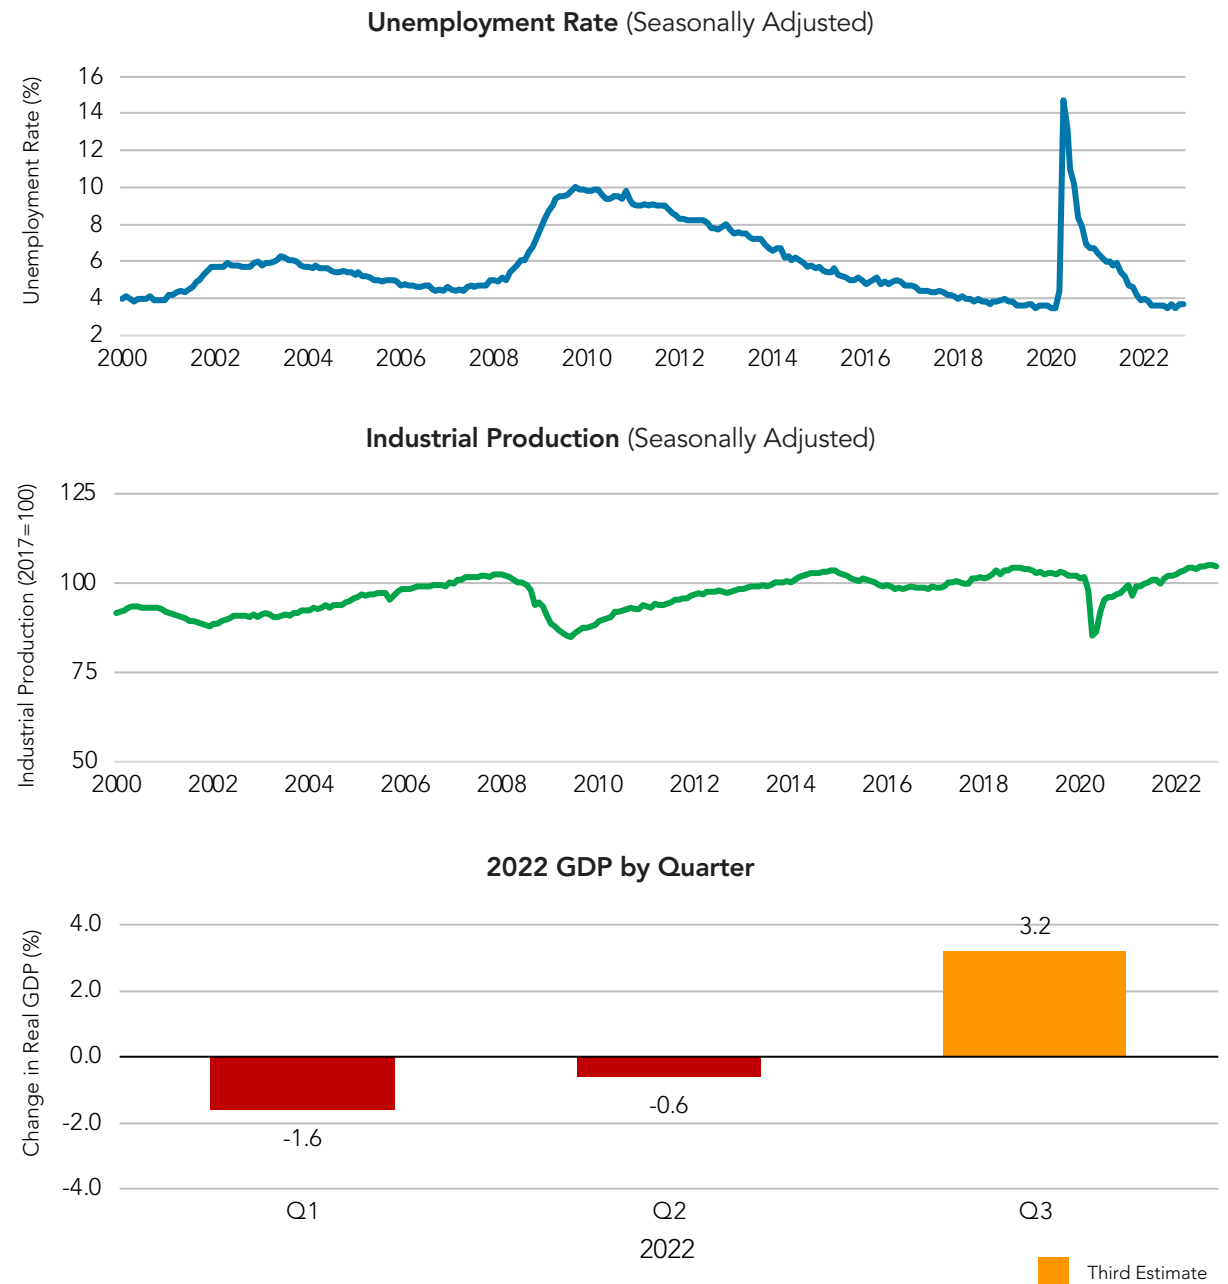 Unemployment Rate (Seasonally Adjusted)
Unemployment Rate (%)
16
14
12
10
8
6
4
2
2000 2002 2004 2006 2008 2010 2012 2014 2016 2018 2020 2022
Industrial Production (Seasonally Adjusted)
Industrial Production (2017=100)
125
100
75
50
2000 2002 2004 2006 2008 2010 2012 2014 2016 2018 2020 2022
2022 GDP by Quarter
Change in Real GDP (%)
4.0
2.0
0.0
-2.0
-4.0
3.2
-0.6
-1.6
Q1 Q2 Q3
2022
Third Estimate